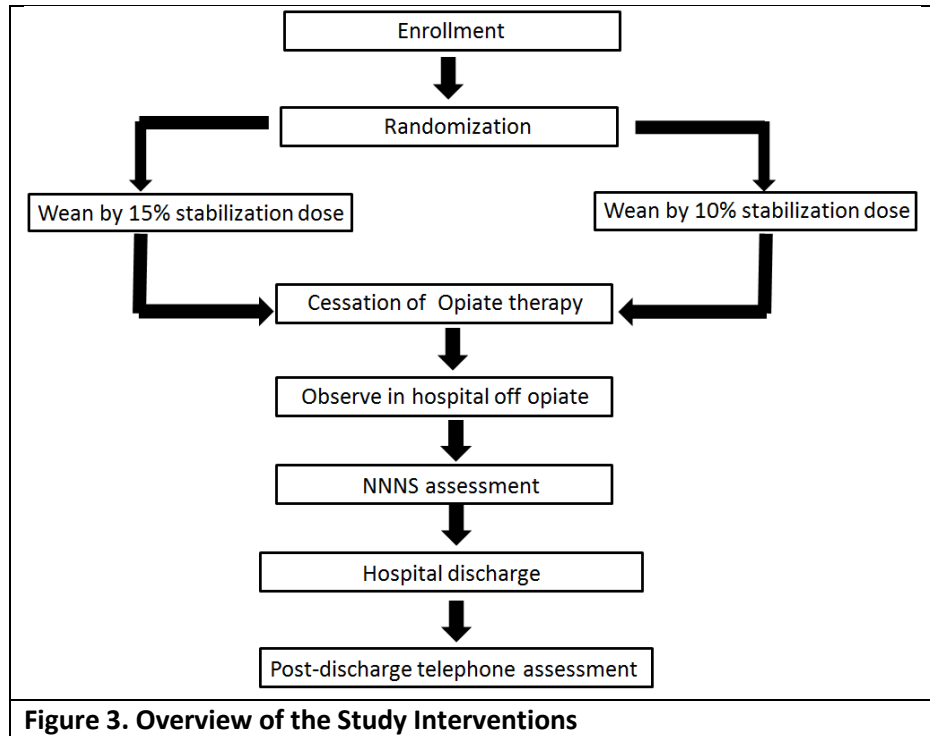 Enrollment
Randomization
Wean by 15% stabilization dose
Wean by 10% stabilization dose
Cessation of Opiate therapy
Observe in hospital off opiate
NNNS assessment
Hospital discharge
Post-discharge telephone assessment
Figure 3. Overview of the Study Interventions